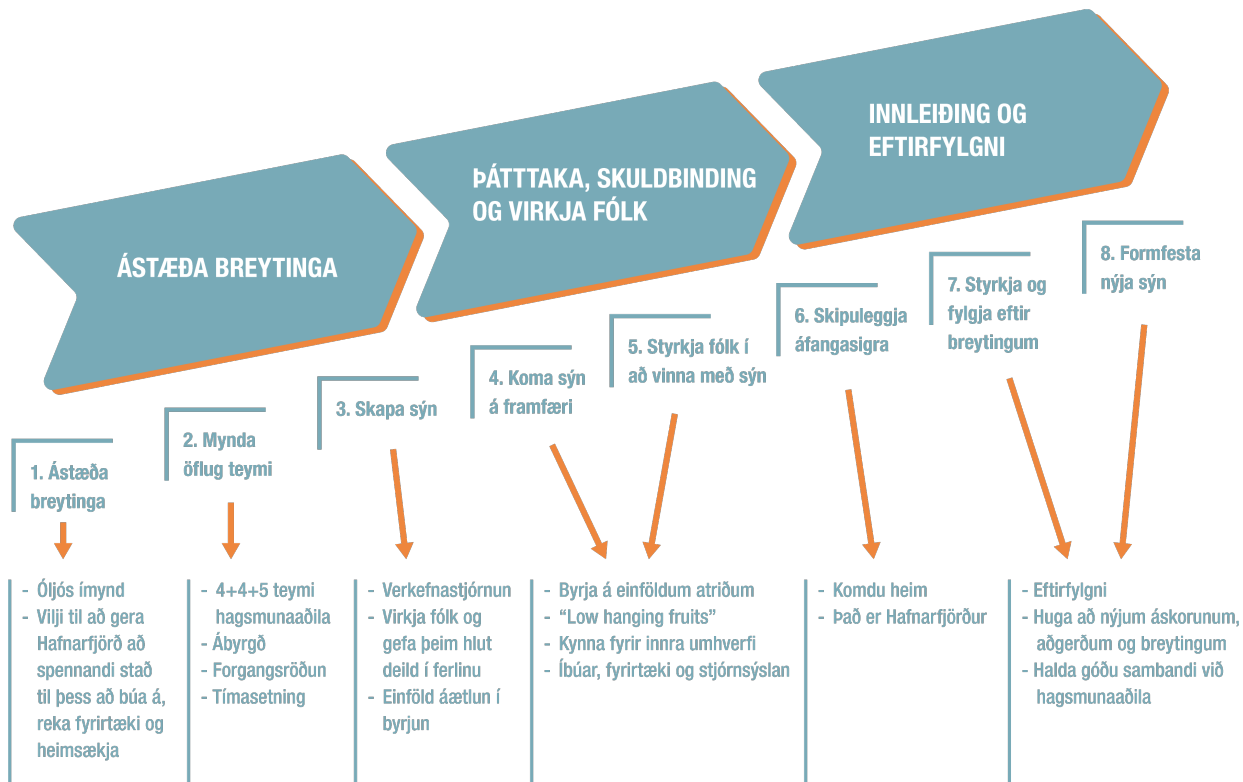 ÁSTÆÐA BREYTINGA
ÞÁTTTAKA, SKULDBINDING
OG VIRKJA FÓLK
INNLEIÐING OG
EFTIRFYLGNI
1. Ástæða
breytinga
2. Mynda
öflug teymi
3. Skapa sýn
4. Koma sýn
á framfæri
5. Styrkja fólk í
að vinna með sýn
6. Skipuleggja
áfangasigra
7. Styrkja og
fylgja eftir
breytingum
8. Formfesta
nýja sýn
- Óljós ímynd
- Vilji til að gera
Hafnarfjörð að
spennandi stað
til þess að búa á,
reka fyrirtæki og
heimsækja
- 4+4+5 teymi
hagsmunaaðila
- Ábyrgð
- Forgangsröðun
- Tímasetning
- Verkefnastjórnun
- Virkja fólk og
gefa þeim hlut
deild í ferlinu
- Einföld áætlun í
byrjun
- Byrja á einföldum atriðum
- “Low hanging fruits”
- Kynna fyrir innra umhverfi
- Íbúar, fyrirtæki og stjórnsýslan
- Komdu heim
- Það er Hafnarfjörður
- Eftirfylgni
- Huga að nýjum áskorunum,
aðgerðum og breytingum
- Halda góðu sambandi við
hagsmunaaðila